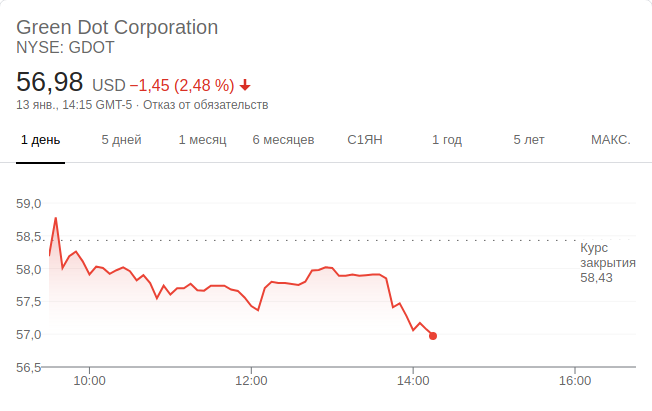 Green Dot Corporation
NYSE: GDOT
56,98 USD −1,45 (2,48 %)
13 янв., 14:15 GMT-5 · Отказ от обязательств
1 день 5 дней 1 месяц 6 месяцев С1ЯН 1 год 5 лет МАКС.
59,0
58,5
Курс
закрытия
58,43
58,0
57,5
57,0
56,5
10:00 12:00 14:00 16:00